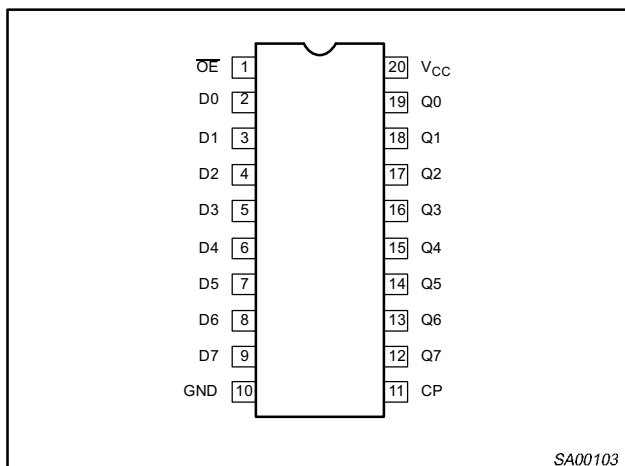 O̅E̅ 1 20 VCC
D0 2 19 Q0
D1 3 18 Q1
D2 4 17 Q2
D3 5 16 Q3
D4 6 15 Q4
D5 7 14 Q5
D6 8 13 Q6
D7 9 12 Q7
GND 10 11 CP
SA00103